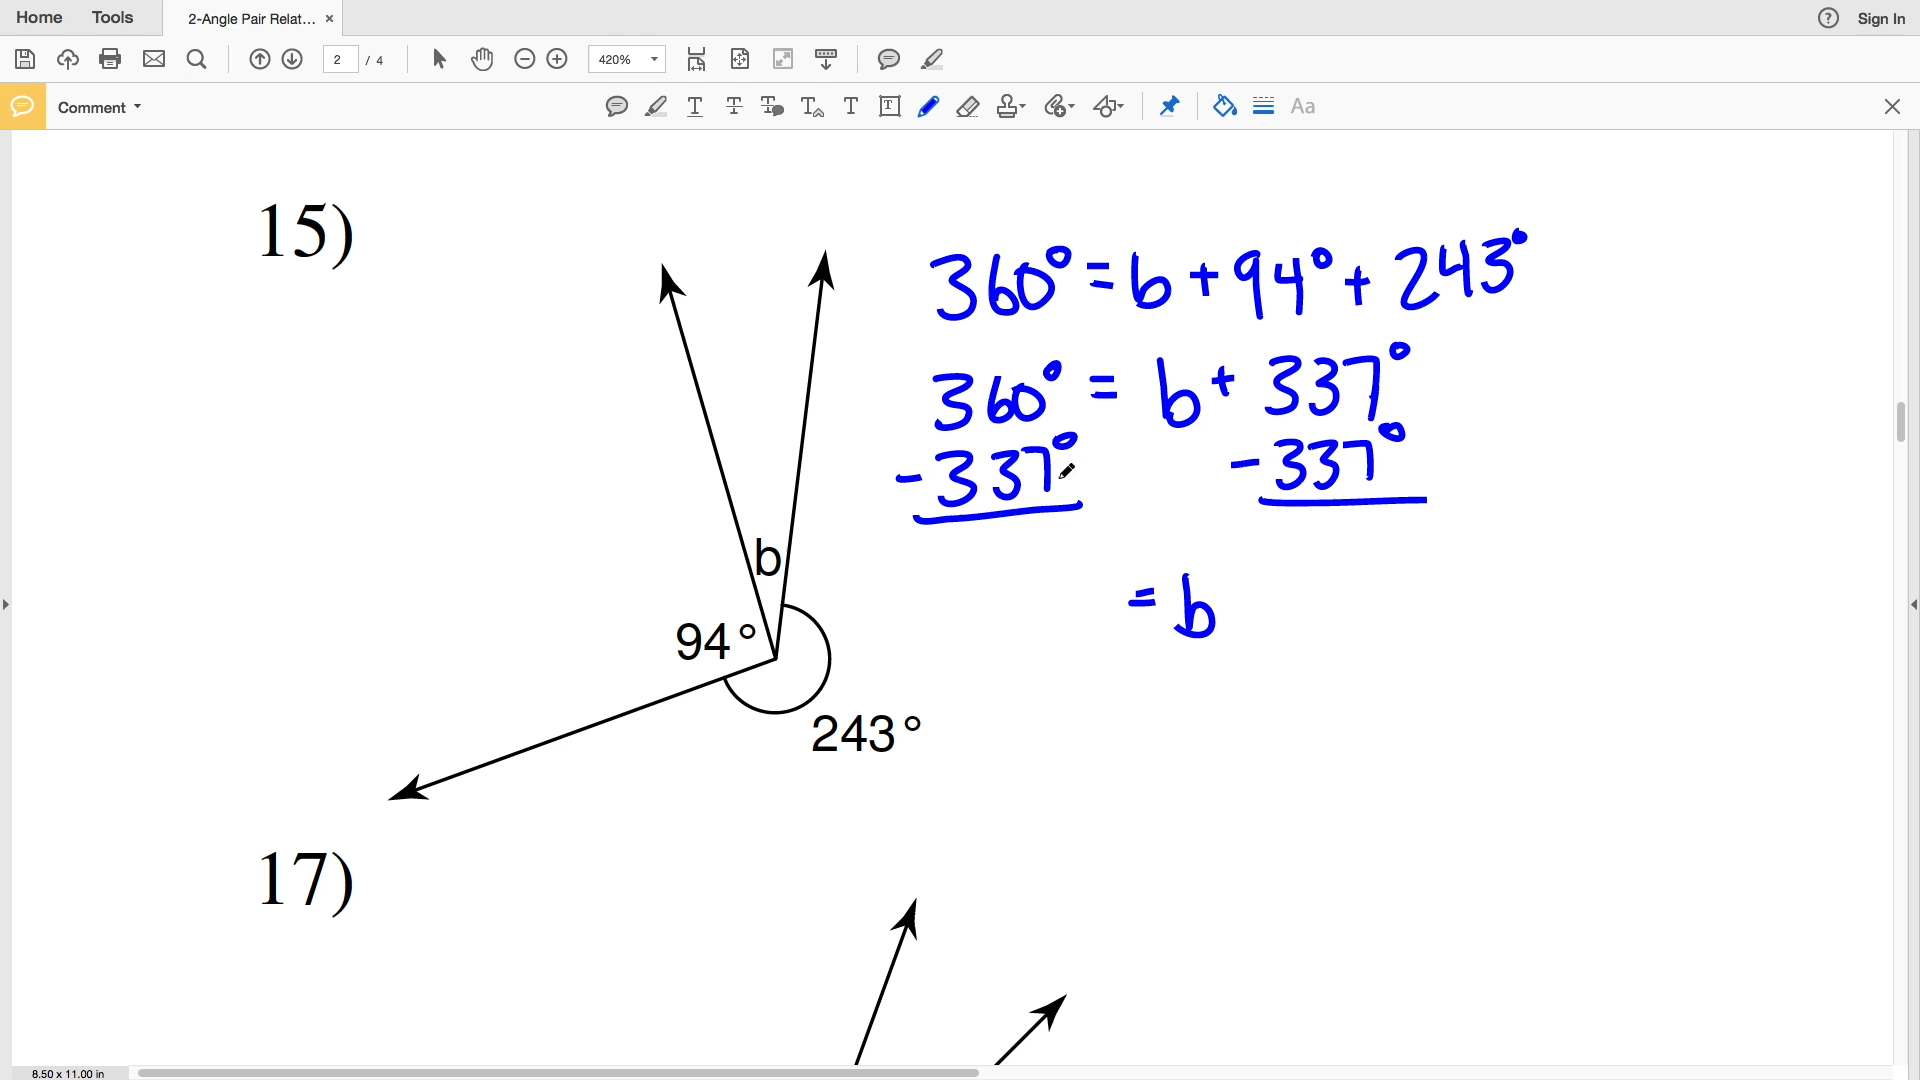 Home Tools 2-Angle Pair Relat... × ? Sign In
2 / 4 420%
Comment T T T T T T Aa
15)
360° = b + 94° + 243°
360° = b + 337°
-337° -337°
= b
b
94°
243°
17)
8.50 x 11.00 in